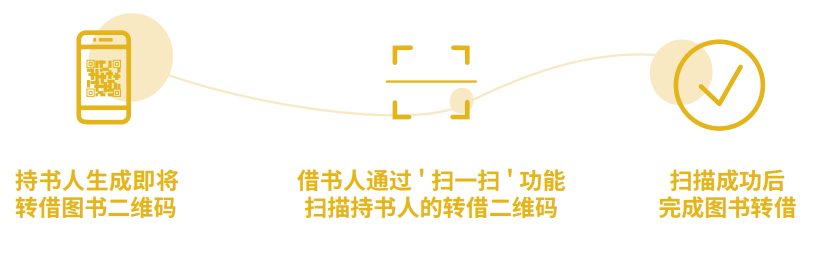 持书人生成即将
转借图书二维码
借书人通过＇扫一扫＇功能
扫描持书人的转借二维码
扫描成功后
完成图书转借